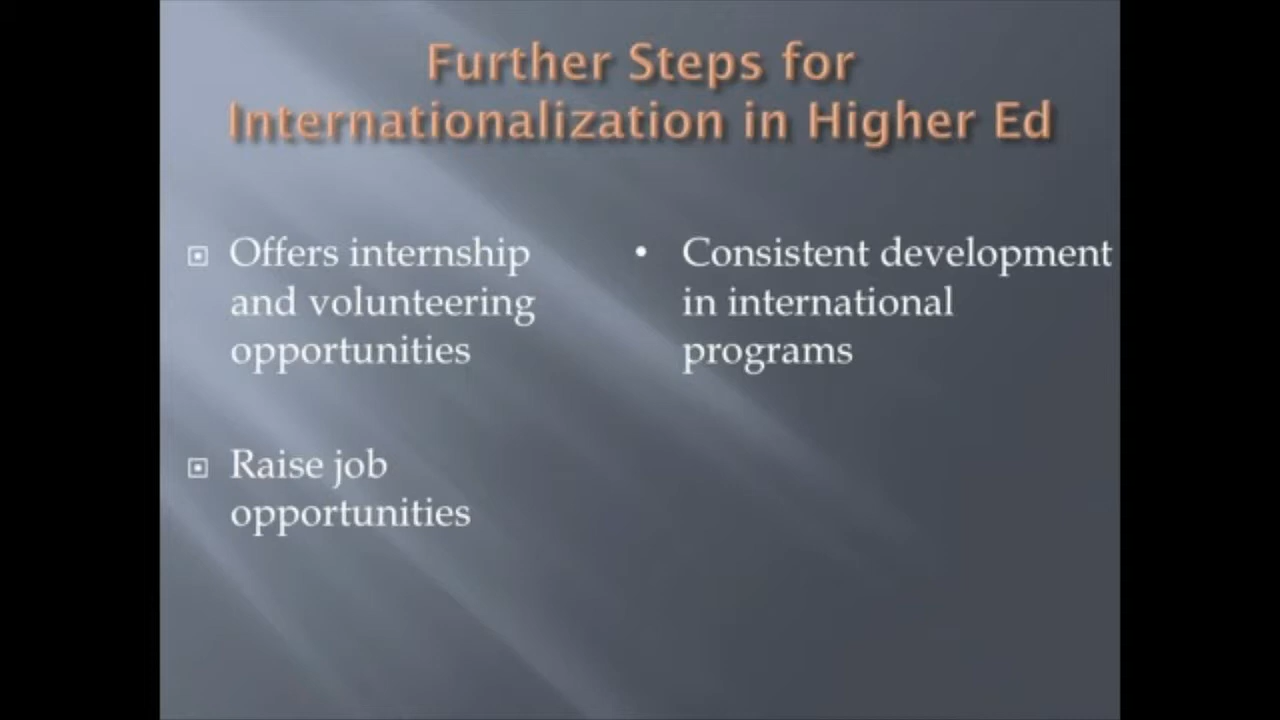 Further Steps for
Internationalization in Higher Ed
Offers internship
and volunteering
opportunities
Raise job
opportunities
Consistent development
in international
programs